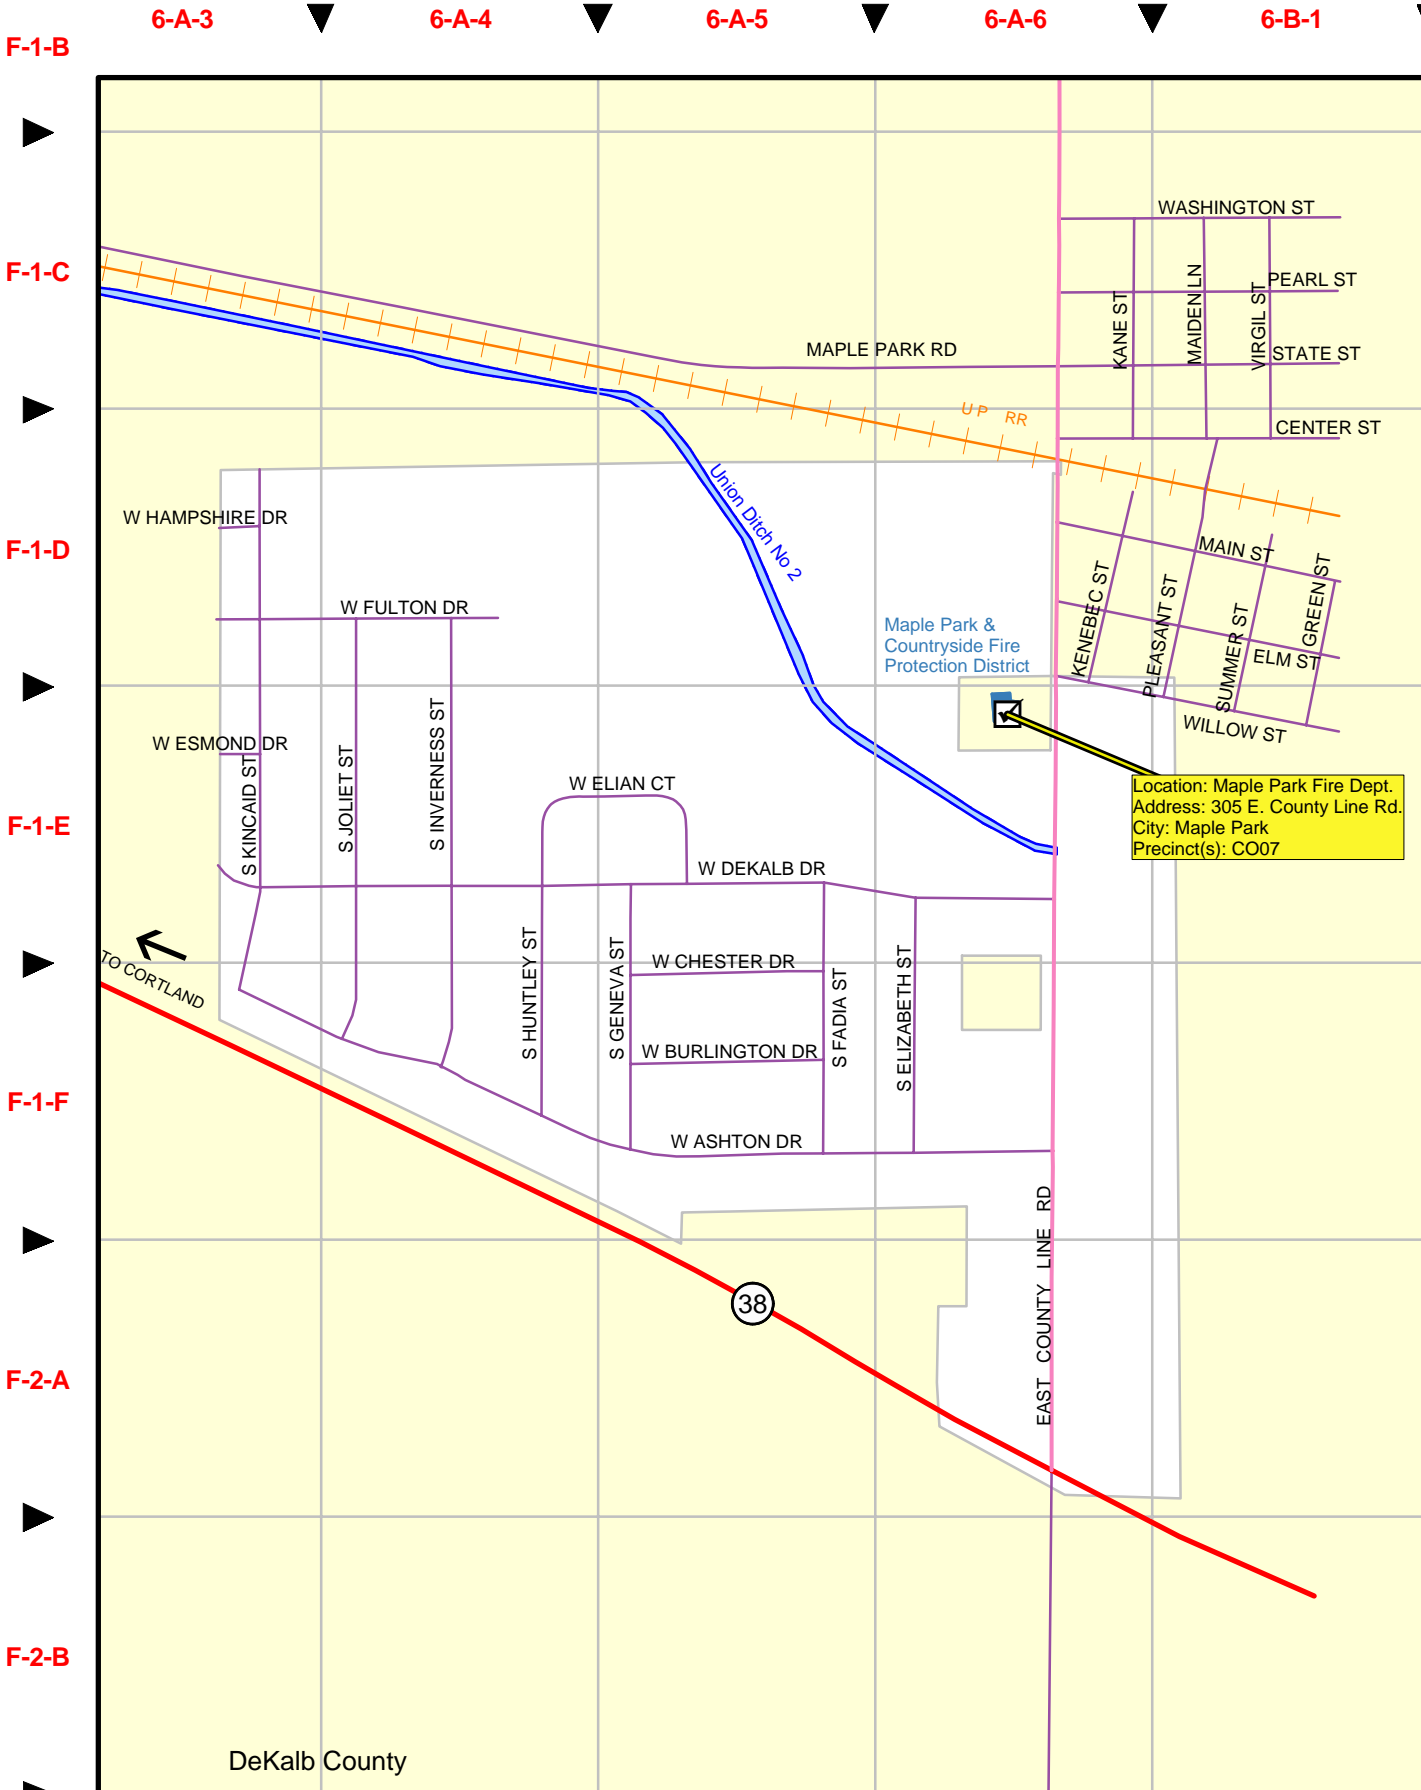 6-A-3
6-A-4
6-A-5
6-A-6
6-B-1
F-1-B
WASHINGTON ST
F-1-C
PEARL ST
KANE ST
MAIDEN LN
VIRGIL ST
MAPLE PARK RD
STATE ST
U P RR
CENTER ST
Union Ditch No 2
W HAMPSHIRE DR
F-1-D
MAIN ST
W FULTON DR
KENEBEC ST
PLEASANT ST
SUMMER ST
GREEN ST
Maple Park &
Countryside Fire
Protection District
ELM ST
WILLOW ST
W ESMOND DR
S KINCAID ST
S JOLIET ST
S INVERNESS ST
W ELIAN CT
Location: Maple Park Fire Dept.
Address: 305 E. County Line Rd.
City: Maple Park
Precinct(s): CO07
F-1-E
W DEKALB DR
TO CORTLAND
S HUNTLEY ST
S GENEVA ST
W CHESTER DR
S FADIA ST
S ELIZABETH ST
W BURLINGTON DR
F-1-F
W ASHTON DR
EAST COUNTY LINE RD
38
F-2-A
F-2-B
DeKalb County